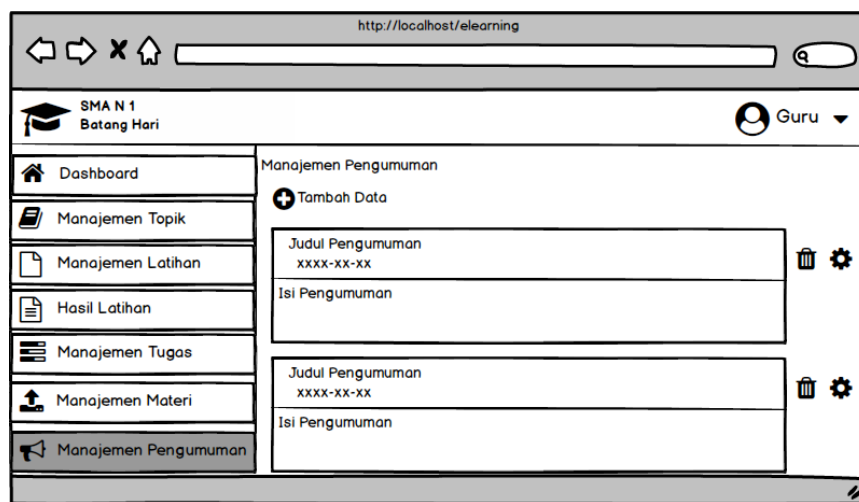 http://localhost/elearning
SMA N 1
Batang Hari
Guru
Dashboard
Manajemen Topik
Manajemen Latihan
Hasil Latihan
Manajemen Tugas
Manajemen Materi
Manajemen Pengumuman
Manajemen Pengumuman
Tambah Data
Judul Pengumuman
xxxx-xx-xx
Isi Pengumuman
Judul Pengumuman
xxxx-xx-xx
Isi Pengumuman